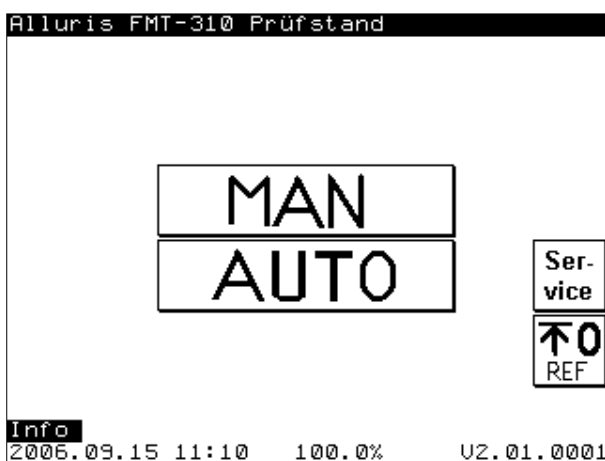 Alluris FMT-310 Prüfstand
MAN
AUTO
Ser-
vice
0
REF
Info
2006.09.15 11:10 100.0% V2.01.0001